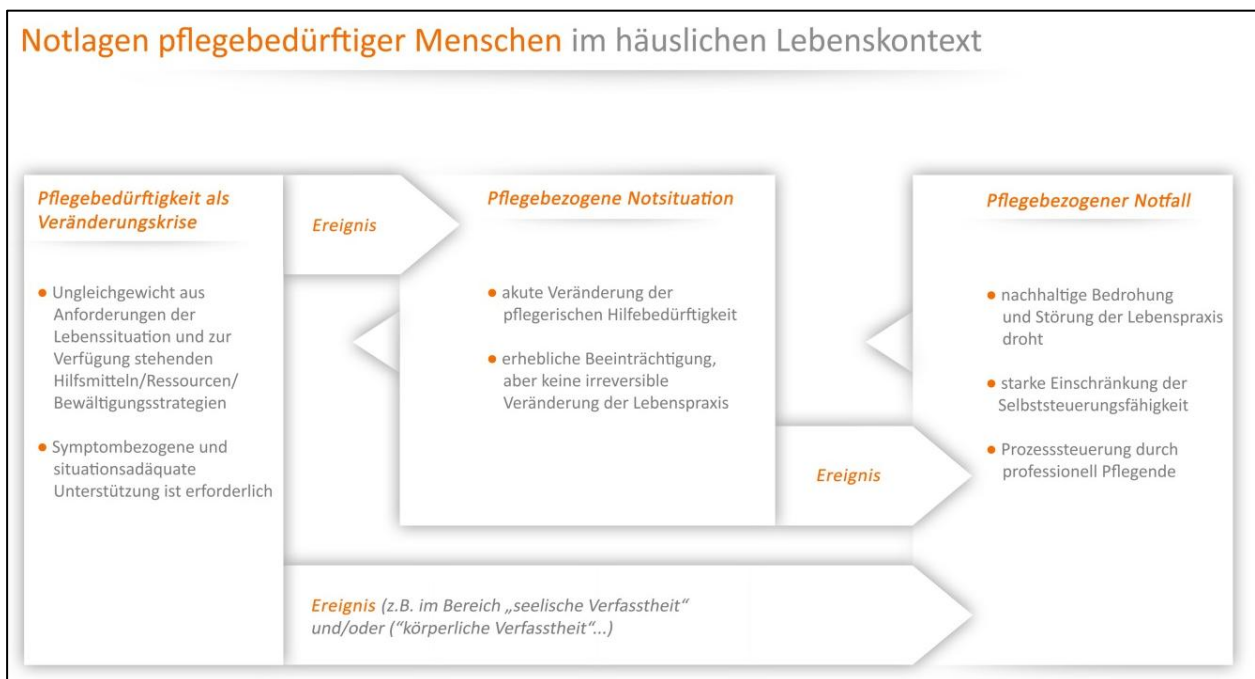 Notlagen pflegebedürftiger Menschen im häuslichen Lebenskontext
Pflegebedürftigkeit als
Veränderungskrise
● Ungleichgewicht aus
Anforderungen der
Lebenssituation und zur
Verfügung stehenden
Hilfsmitteln/Ressourcen/
Bewältigungsstrategien
● Symptombezogene und
situationsadäquate
Unterstützung ist erforderlich
Ereignis
Pflegebezogene Notsituation
● akute Veränderung der
pflegerischen Hilfebedürftigkeit
● erhebliche Beeinträchtigung,
aber keine irreversible
Veränderung der Lebenspraxis
Ereignis
Pflegebezogener Notfall
● nachhaltige Bedrohung
und Störung der Lebenspraxis
droht
● starke Einschränkung der
Selbststeuerungsfähigkeit
● Prozesssteuerung durch
professionell Pflegende
Ereignis (z.B. im Bereich „seelische Verfasstheit“
und/oder (“körperliche Verfasstheit“...)